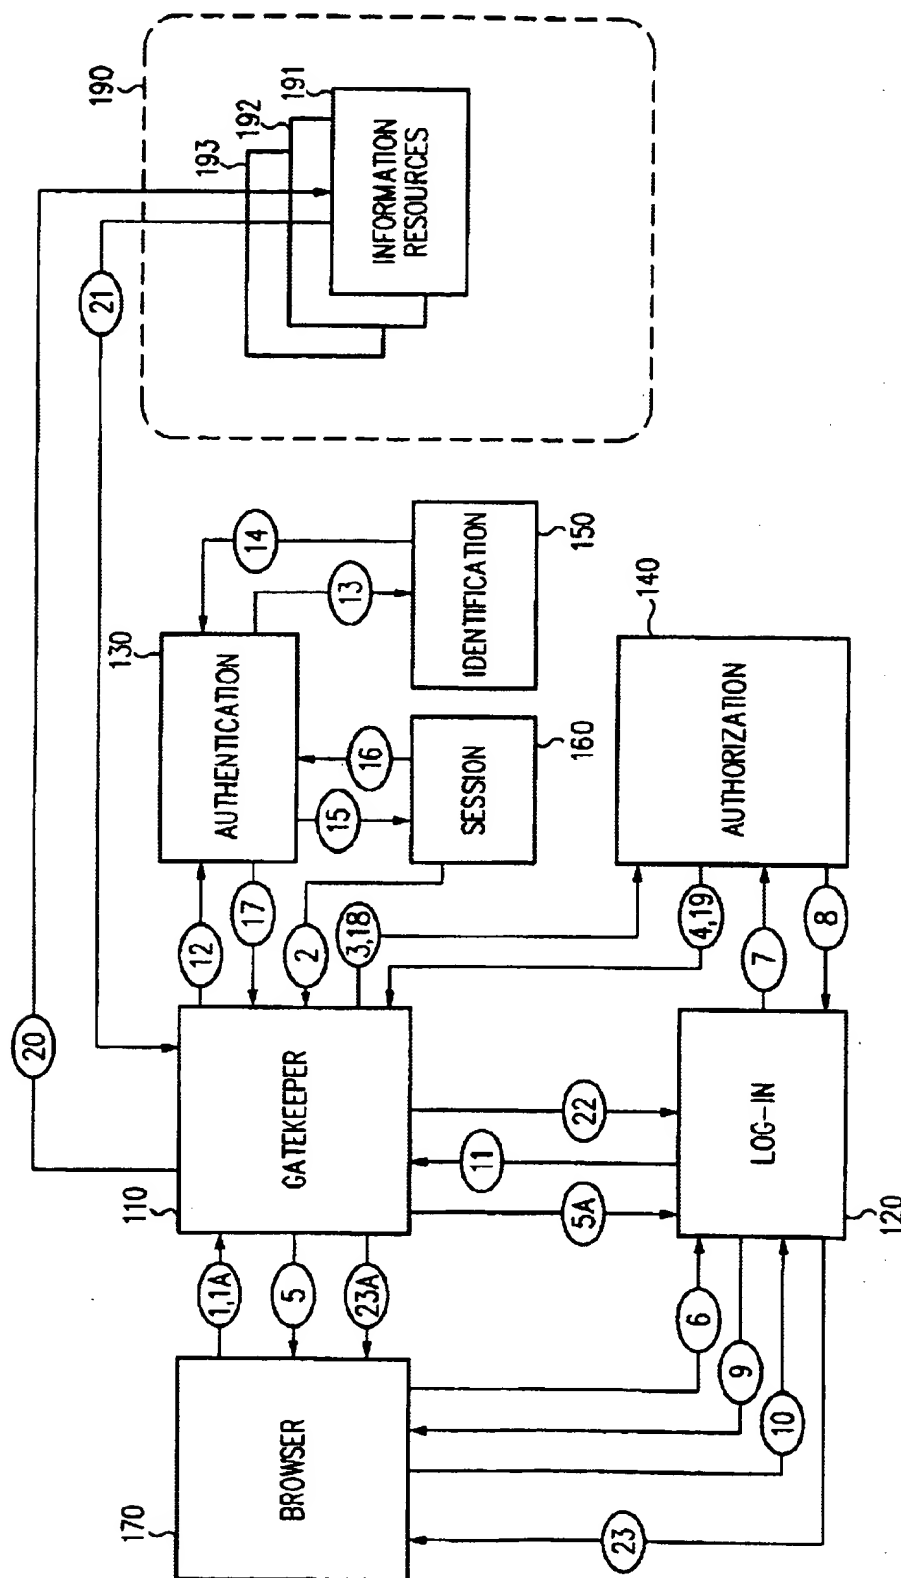 190
193
192
191
INFORMATION
RESOURCES
20
21
130
AUTHENTICATION
14
13
IDENTIFICATION
150
12
17
15
16
SESSION
160
2
3,18
4,19
140
AUTHORIZATION
110
GATEKEEPER
22
11
5A
7
8
LOG-IN
120
1,1A
5
23A
170
BROWSER
6
9
10
23